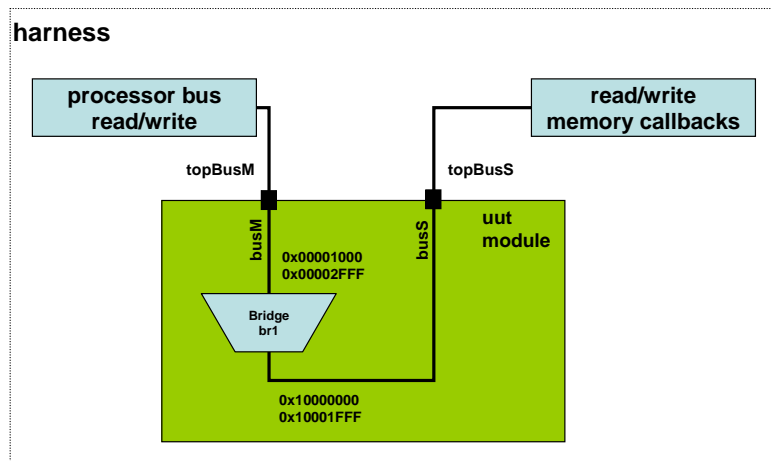 harness
processor bus
read/write
read/write
memory callbacks
topBusM
topBusS
busM
busS
uut
module
0x00001000
0x00002FFF
Bridge
br1
0x10000000
0x10001FFF